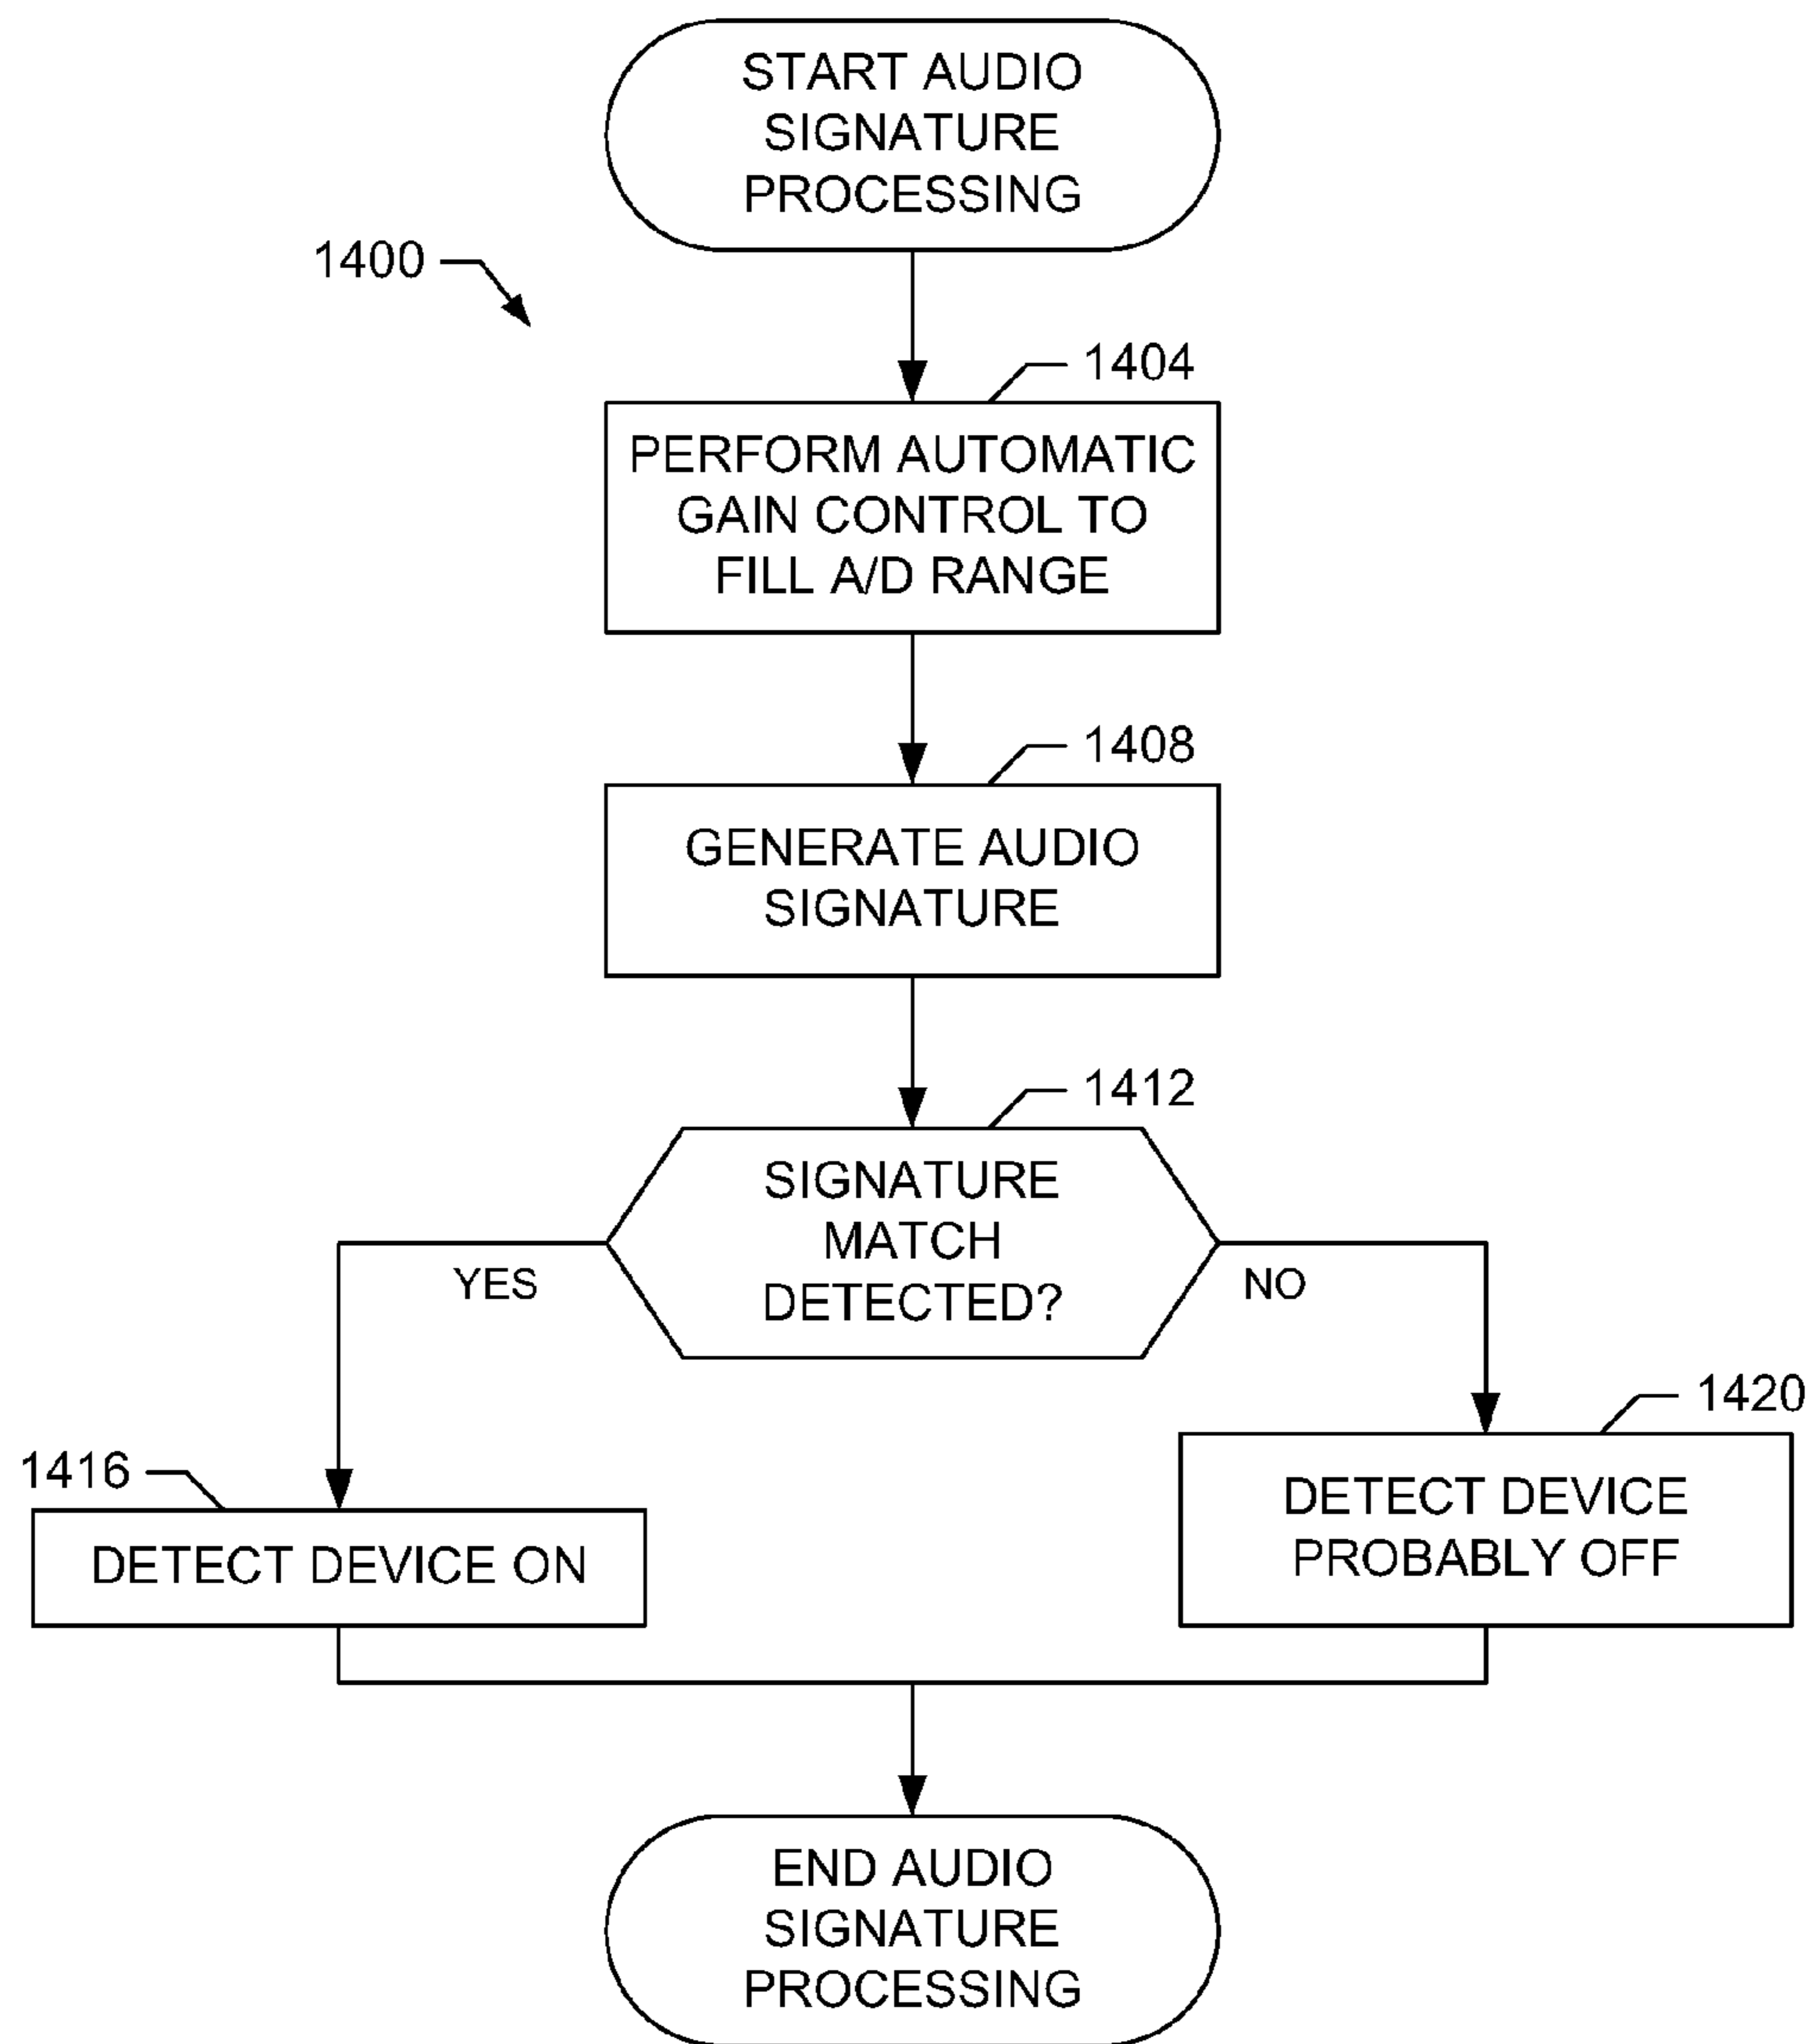 START AUDIO
SIGNATURE
PROCESSING
1400
1404
PERFORM AUTOMATIC
GAIN CONTROL TO
FILL A/D RANGE
1408
GENERATE AUDIO
SIGNATURE
1412
SIGNATURE
MATCH
DETECTED?
YES
NO
1416
DETECT DEVICE ON
1420
DETECT DEVICE
PROBABLY OFF
END AUDIO
SIGNATURE
PROCESSING